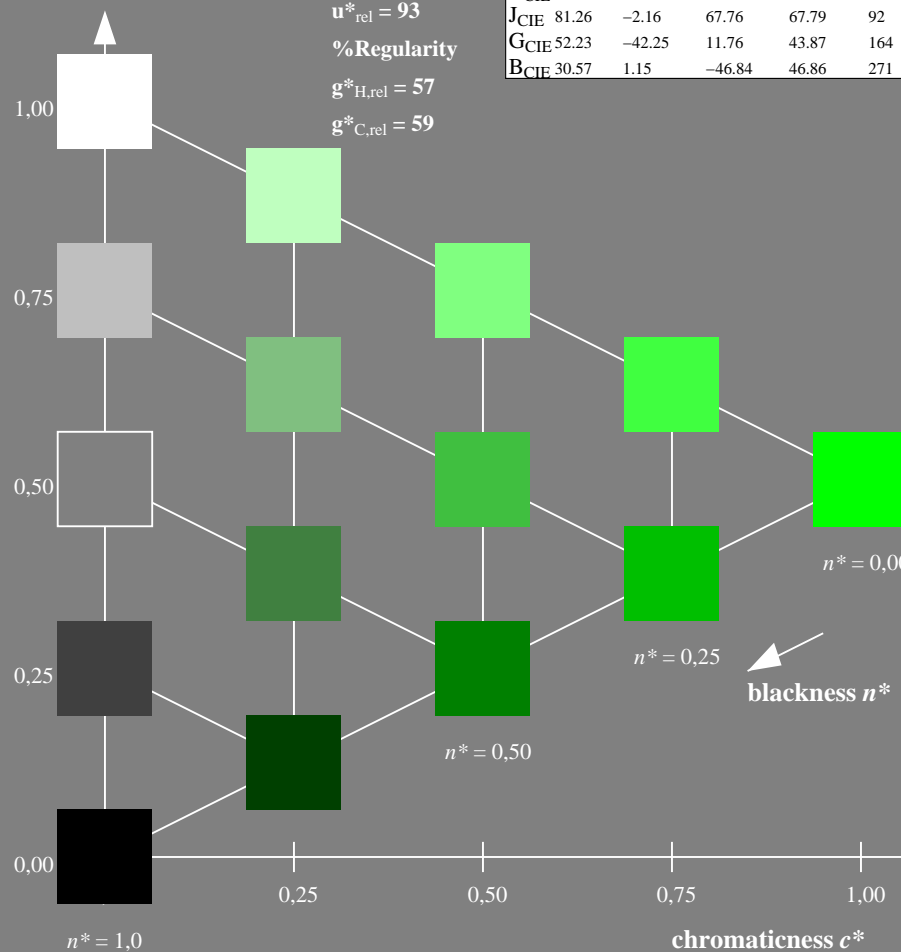 u*rel = 93
%Regularity
g*H,rel = 57
g*C,rel = 59
JCIE 81.26 −2.16 67.76 67.79 92
GCIE 52.23 −42.25 11.76 43.87 164
BCIE 30.57 1.15 −46.84 46.86 271
1,00
0,75
0,50
n* = 0,00
n* = 0,25
0,25
blackness n*
n* = 0,50
0,00
0,25 0,50 0,75 1,00
n* = 1,0
chromaticness c*